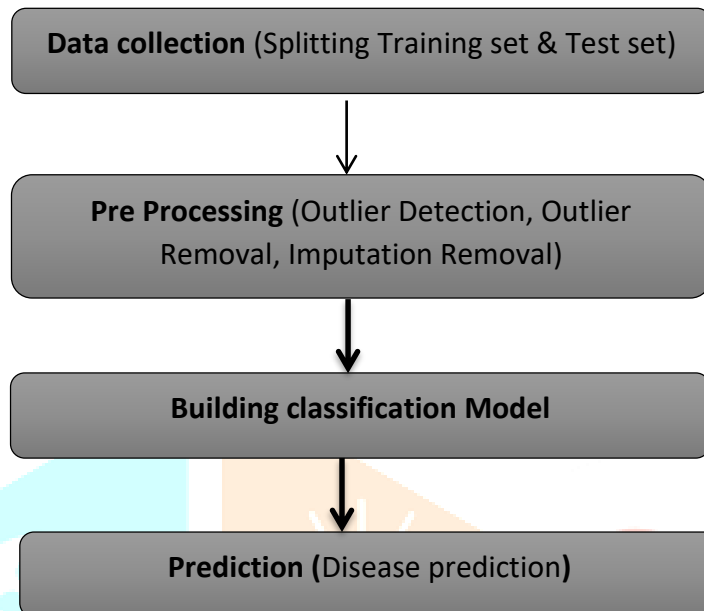 Data collection (Splitting Training set & Test set)
Pre Processing (Outlier Detection, Outlier
Removal, Imputation Removal)
Building classification Model
Prediction (Disease prediction)